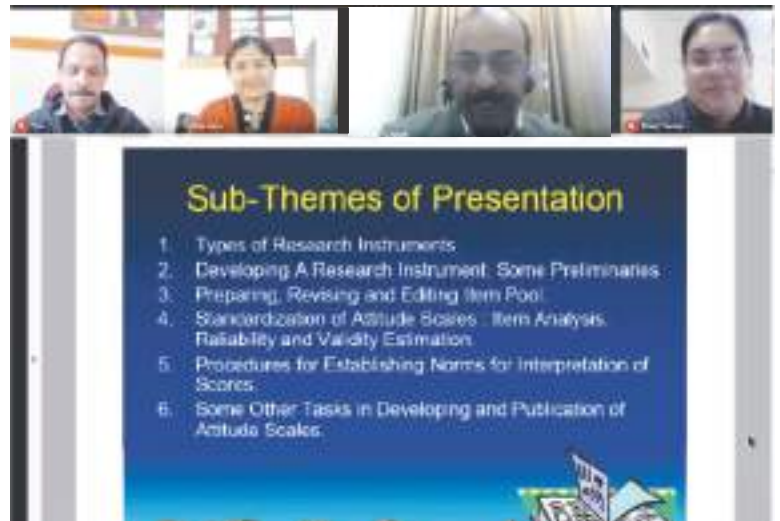 Sub-Themes of Presentation
1. Types of Research Instruments
2. Developing A Research Instrument: Some Preliminaries
3. Preparing, Revising and Editing Item Pool.
4. Standardization of Attitude Scales : Item Analysis,
Reliability and Validity Estimation
5. Procedures for Establishing Norms for Interpretation of
Scores.
6. Some Other Tasks in Developing and Publication of
Attitude Scales.